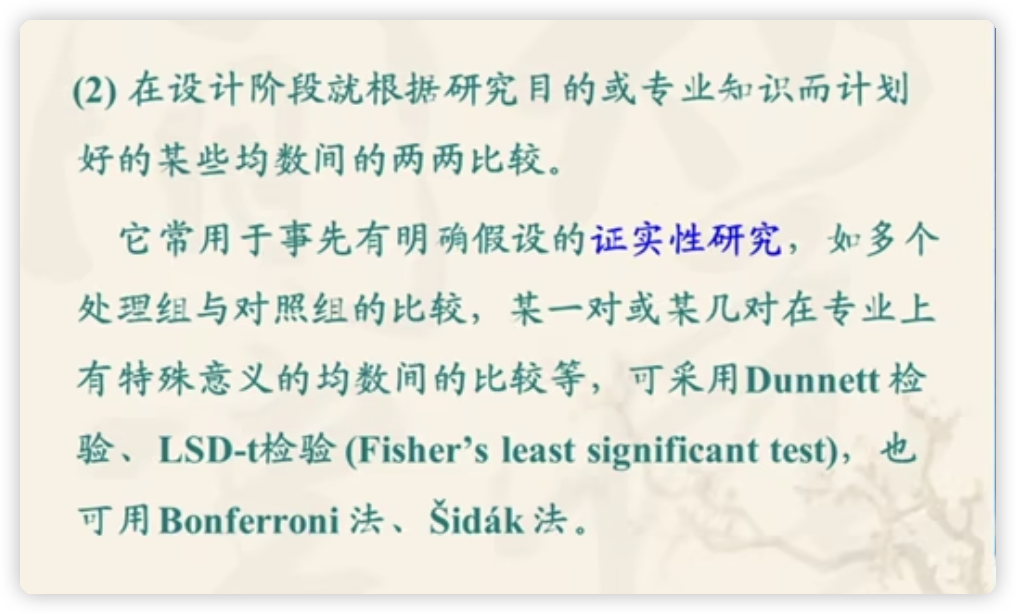 (2) 在设计阶段就根据研究目的或专业知识而计划
好的某些均数间的两两比较。
它常用于事先有明确假设的证实性研究，如多个
处理组与对照组的比较，某一对或某几对在专业上
有特殊意义的均数间的比较等，可采用Dunnett 检
验、LSD-t检验 (Fisher’s least significant test)，也
可用Bonferroni 法、Šidák 法。